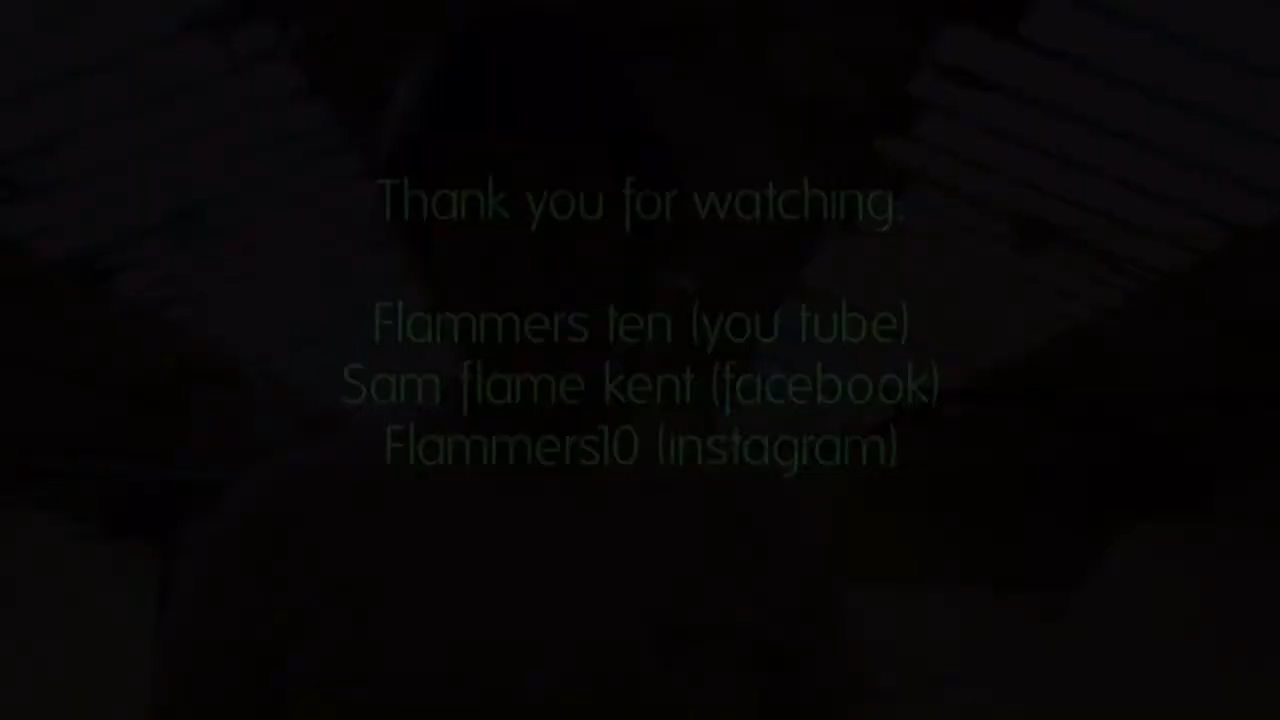 Thank you for watching.
Flammers ten (you tube)
Sam flame kent (facebook)
Flammers10 (instagram)